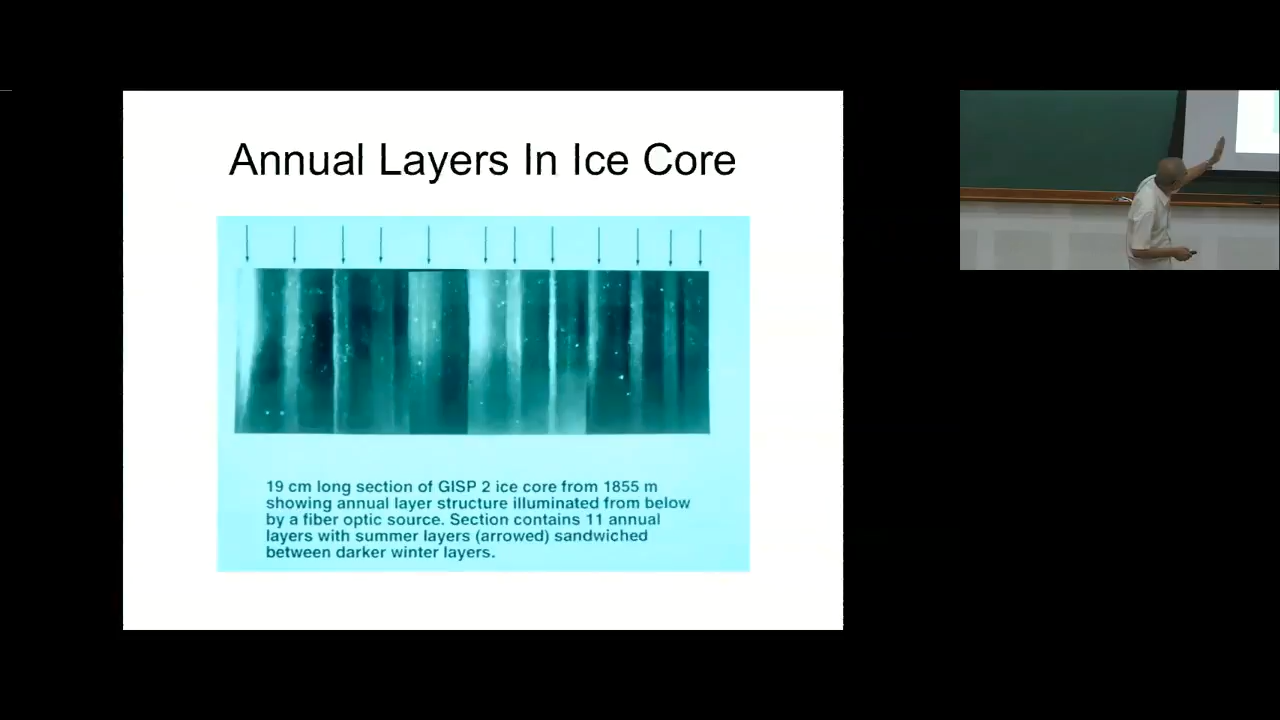 Annual Layers In Ice Core
19 cm long section of GISP 2 ice core from 1855 m
showing annual layer structure illuminated from below
by a fiber optic source. Section contains 11 annual
layers with summer layers (arrowed) sandwiched
between darker winter layers.